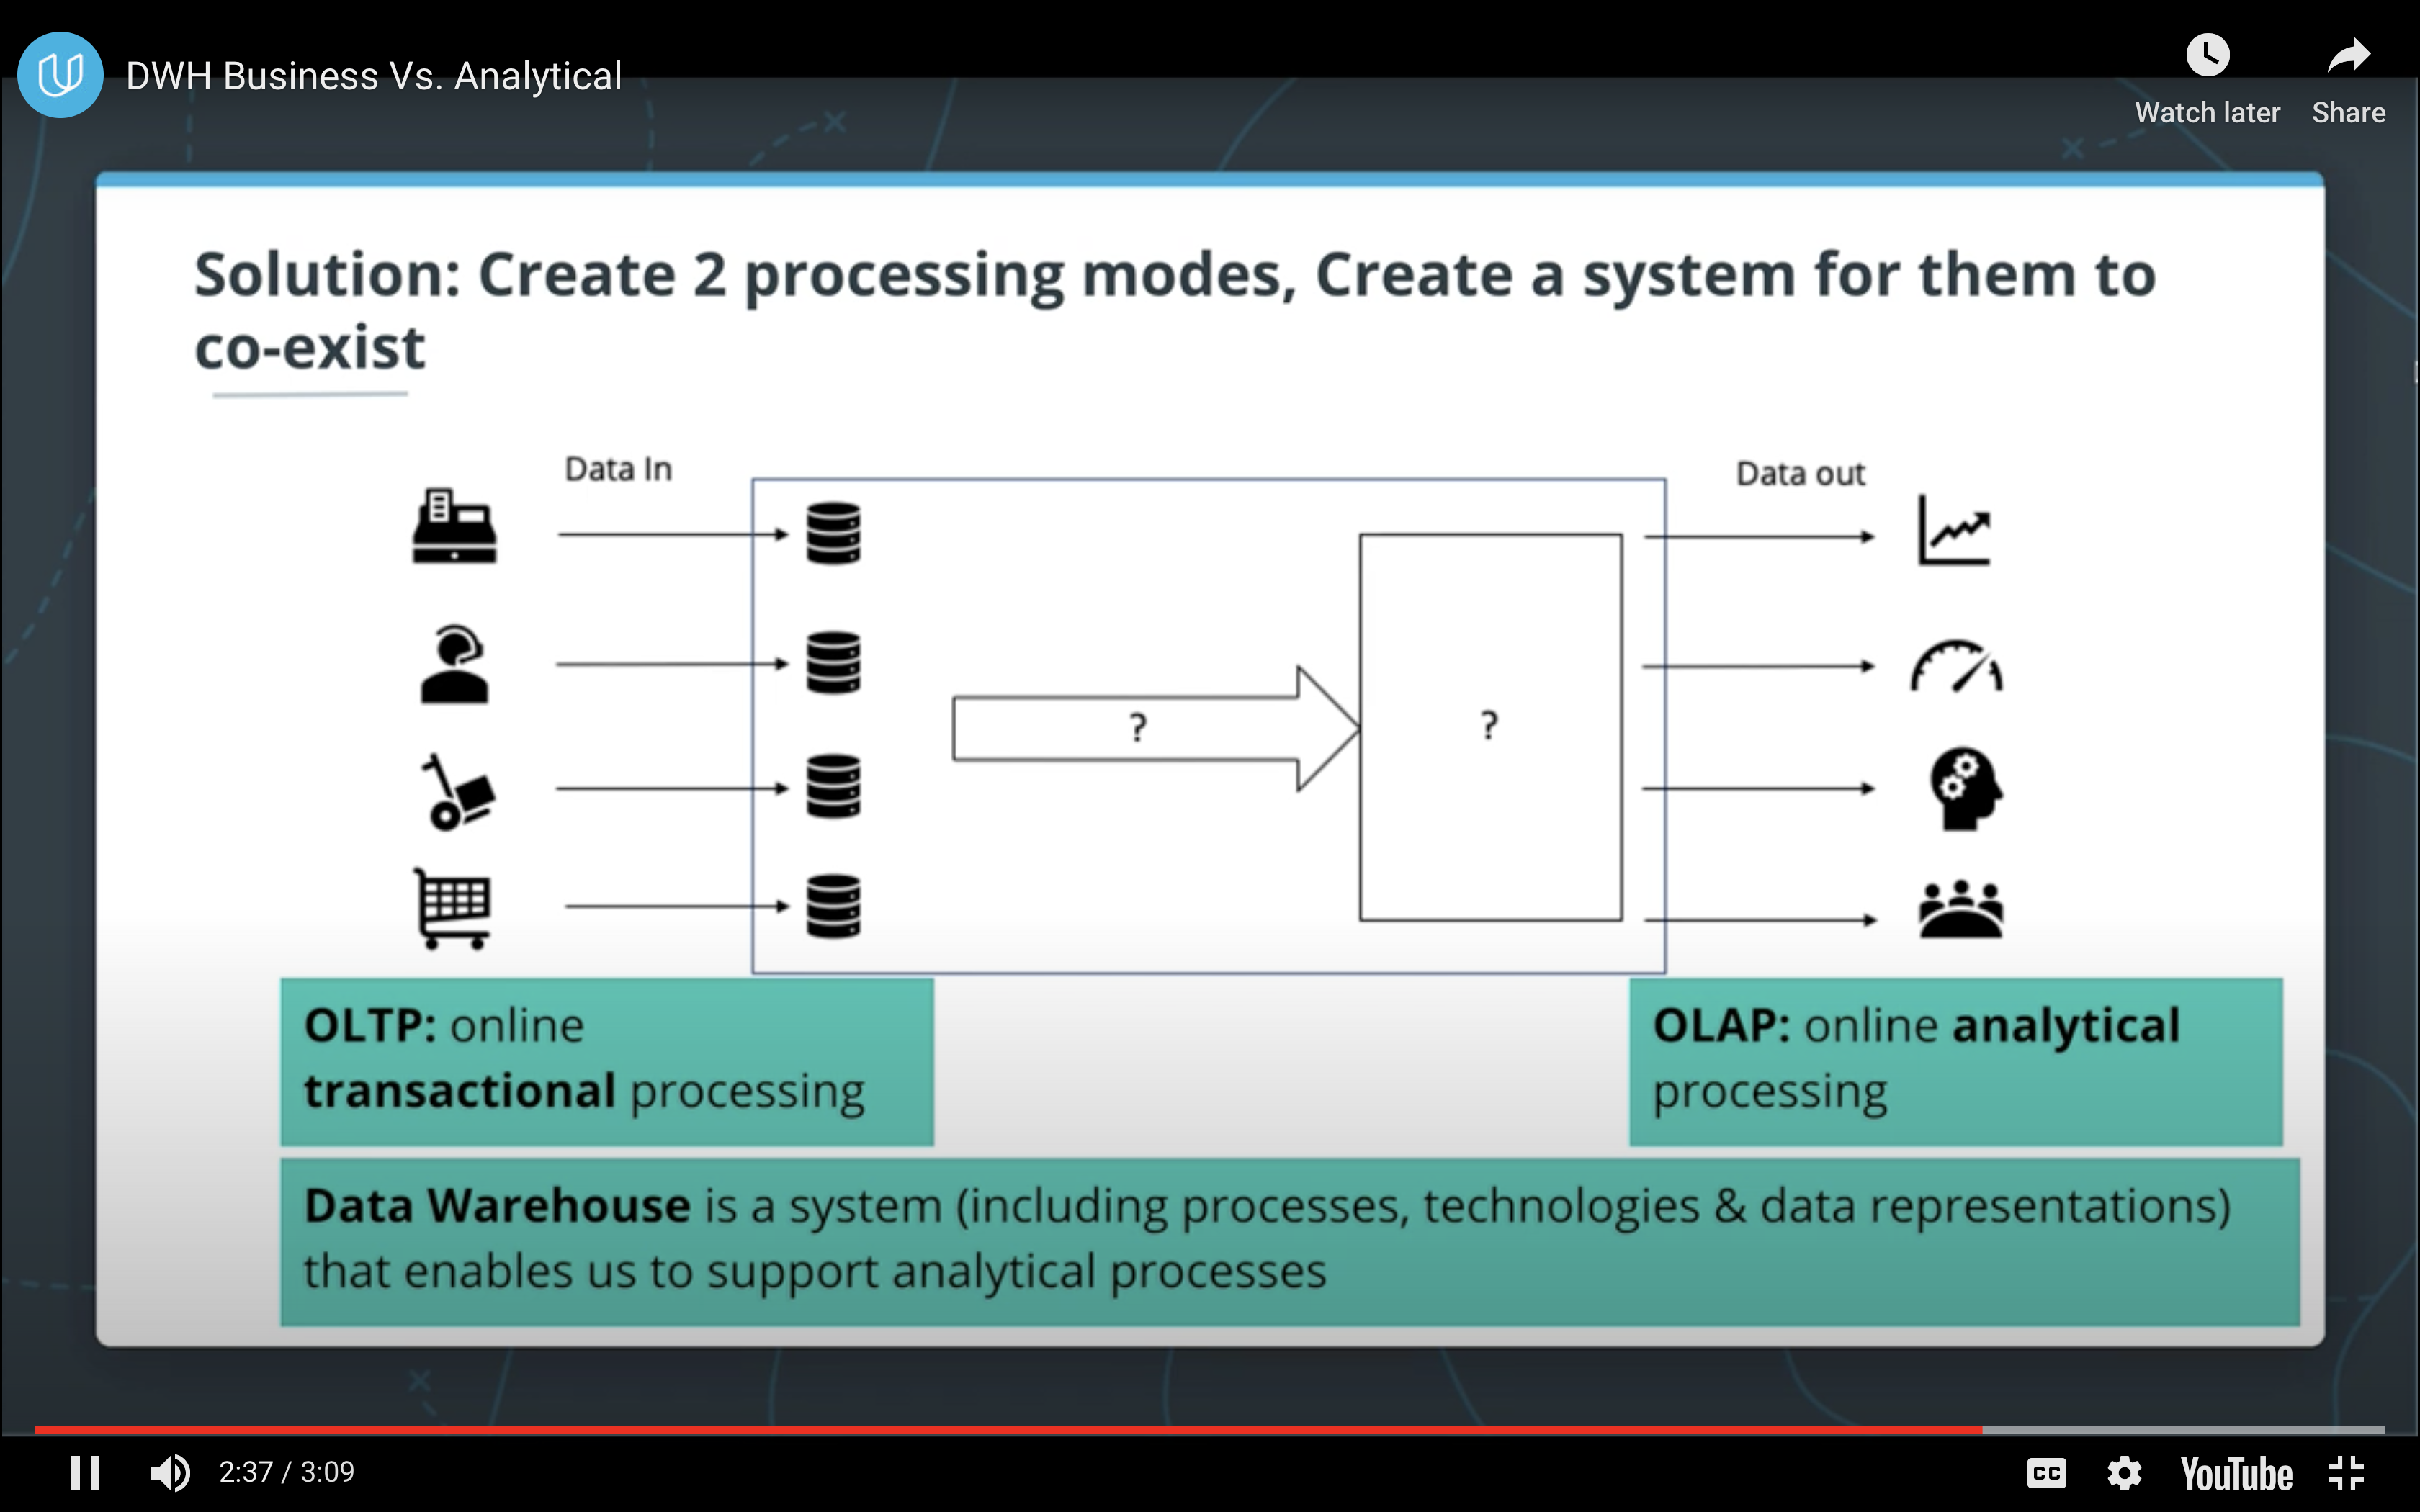 DWH Business Vs. Analytical
Watch later
Share
Solution: Create 2 processing modes, Create a system for them to
co-exist
Data In
Data out
?
?
OLTP: online
transactional processing
OLAP: online analytical
processing
Data Warehouse is a system (including processes, technologies & data representations)
that enables us to support analytical processes
2:37 / 3:09
CC
YouTube